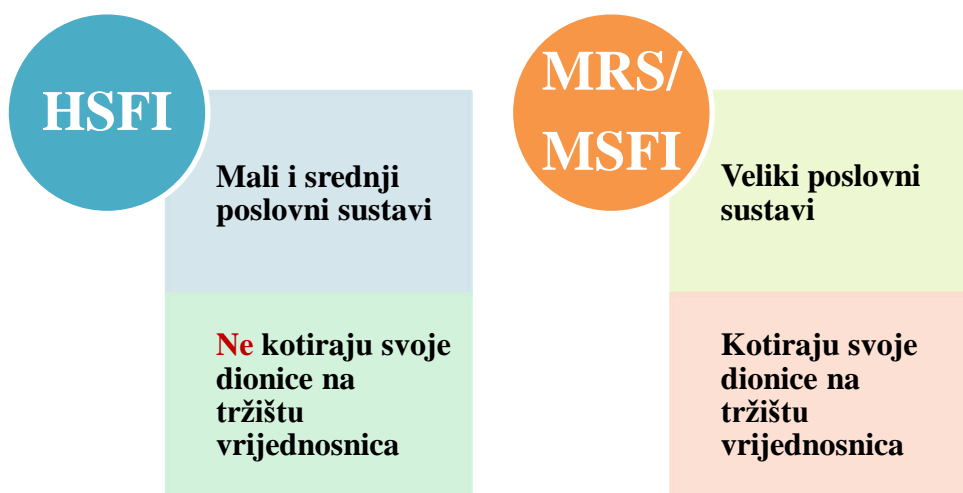 HSFI
Mali i srednji
poslovni sustavi
Ne kotiraju svoje
dionice na
tržištu
vrijednosnica
MRS/
MSFI
Veliki poslovni
sustavi
Kotiraju svoje
dionice na
tržištu
vrijednosnica